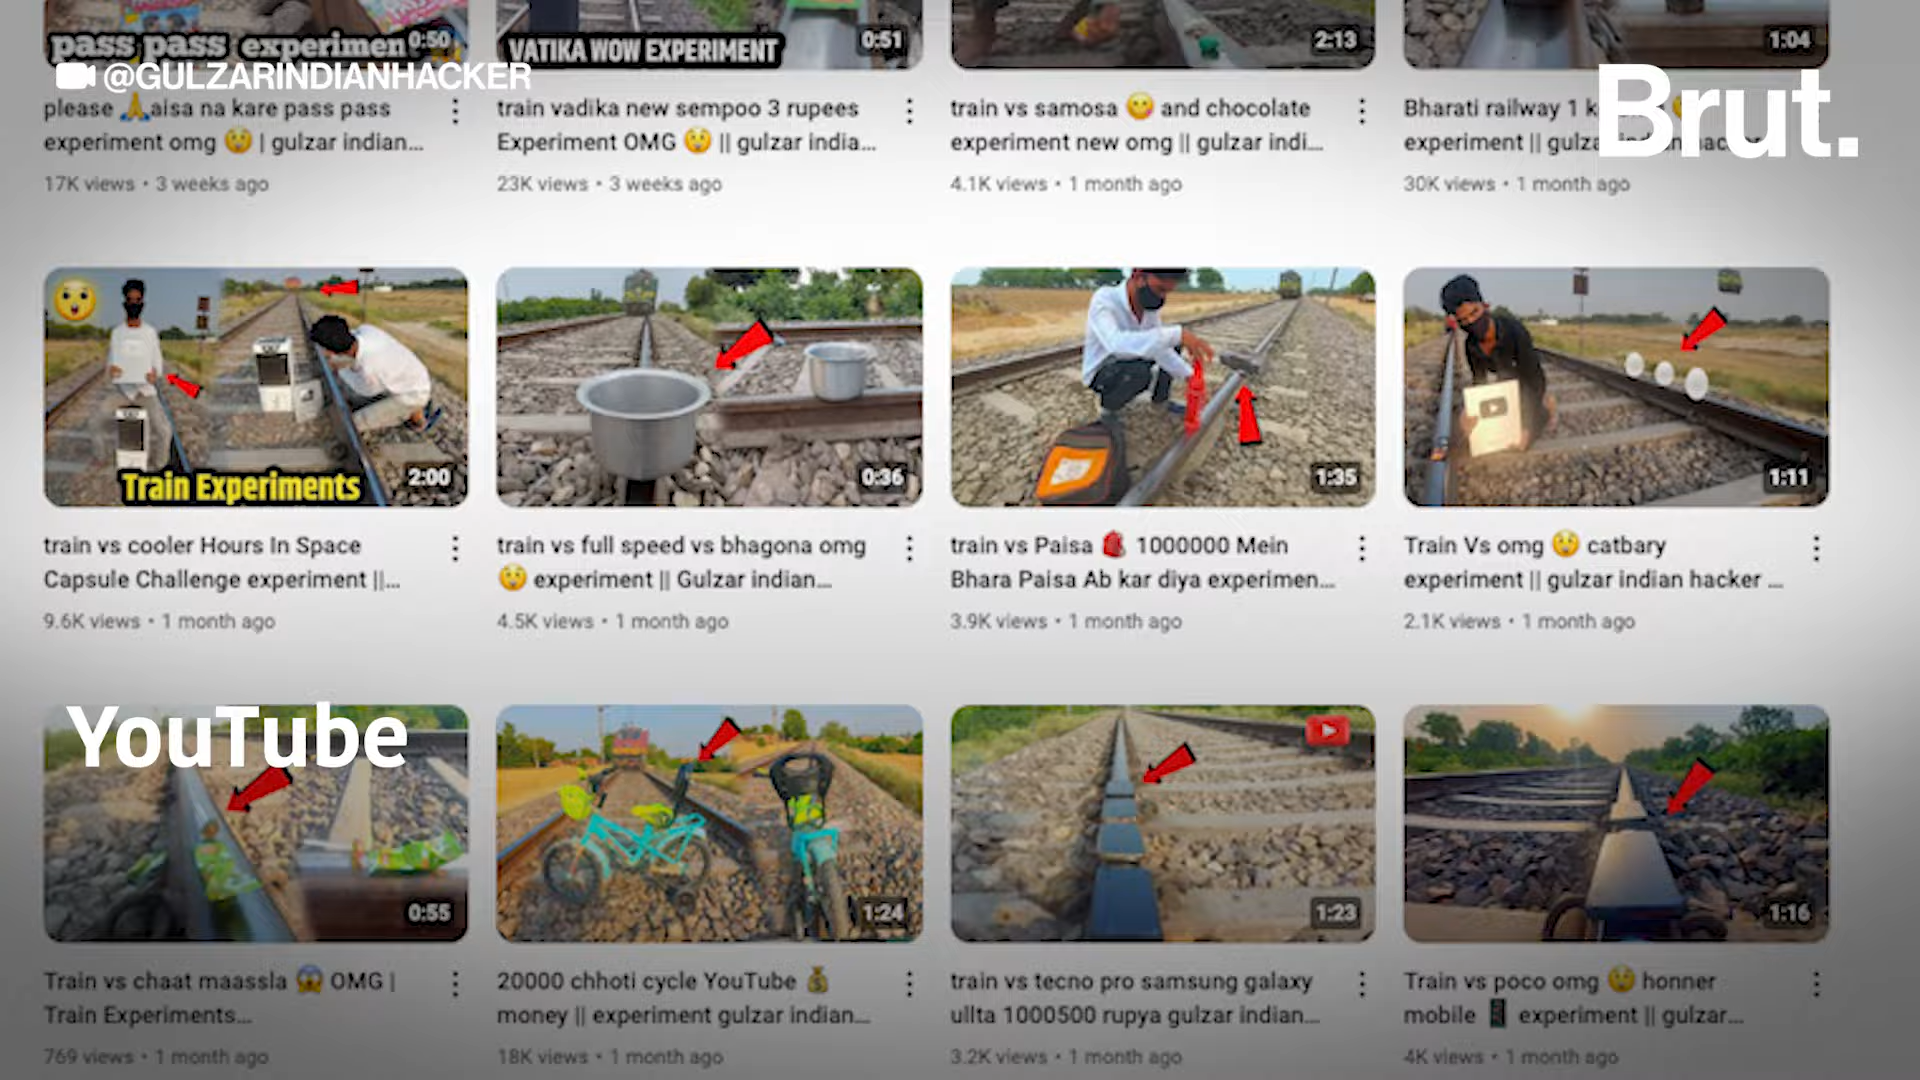 pass pass experimen 0:50
VATIKA WOW EXPERIMENT 0:51
2:13
1:04
@GULZARINDIANHACKER
Brut.
please 🙏aisa na kare pass pass
experiment omg 😲 | gulzar indian...
17K views • 3 weeks ago
train vadika new sempoo 3 rupees
Experiment OMG 😲 || gulzar india...
23K views • 3 weeks ago
train vs samosa 😋 and chocolate
experiment new omg || gulzar indi...
4.1K views • 1 month ago
Bharati railway 1
experiment || gulzar indian hacker
30K views • 1 month ago
Train Experiments 2:00
0:36
1:35
1:11
train vs cooler Hours In Space
Capsule Challenge experiment ||...
9.6K views • 1 month ago
train vs full speed vs bhagona omg
😲 experiment || Gulzar indian...
4.5K views • 1 month ago
train vs Paisa 🎒 1000000 Mein
Bhara Paisa Ab kar diya experimen...
3.9K views • 1 month ago
Train Vs omg 😲 catbary
experiment || gulzar indian hacker ...
2.1K views • 1 month ago
YouTube
0:55
1:24
1:23
1:16
Train vs chaat maassla 😱 OMG |
Train Experiments...
769 views • 1 month ago
20000 chhoti cycle YouTube 💰
money || experiment gulzar indian...
18K views • 1 month ago
train vs tecno pro samsung galaxy
ullta 1000500 rupya gulzar indian...
3.2K views • 1 month ago
Train vs poco omg 😲 honner
mobile 📱 experiment || gulzar...
4K views • 1 month ago